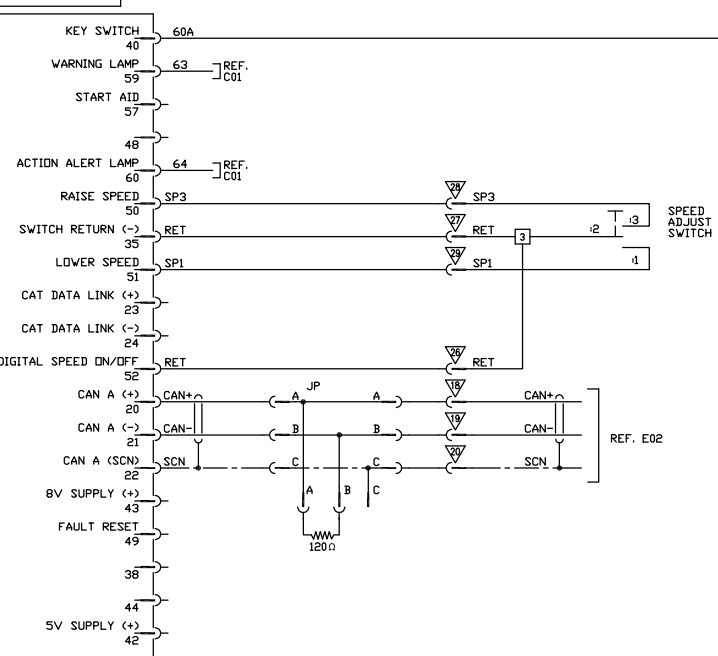 KEY SWITCH 40 60A
WARNING LAMP 59 63 REF. C01
START AID 57
48
ACTION ALERT LAMP 60 64 REF. C01
RAISE SPEED 50 SP3 28 SP3
SWITCH RETURN (-) 35 RET 27 RET 3 2 3
SPEED ADJUST SWITCH
LOWER SPEED 51 SP1 29 SP1 1
CAT DATA LINK (+) 23
CAT DATA LINK (-) 24
DIGITAL SPEED ON/OFF 52 RET 26 RET
JP
CAN A (+) 20 CAN+ A A 18 CAN+
CAN A (-) 21 CAN- B B 19 CAN-
REF. E02
CAN A (SCN) 22 SCN C C 20 SCN
A B C
8V SUPPLY (+) 43
FAULT RESET 49
120Ω
38
44
5V SUPPLY (+) 42